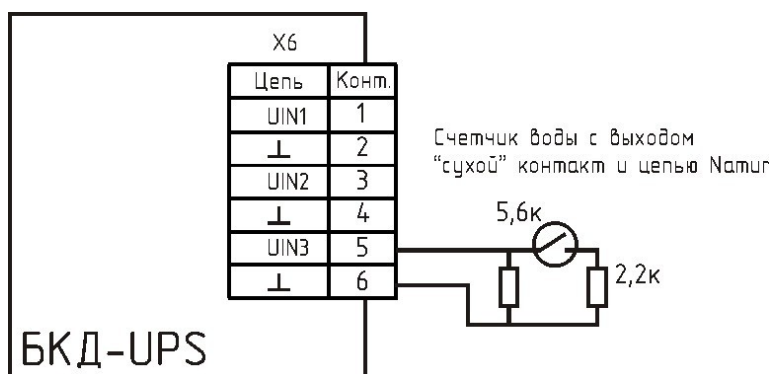 X6
Цепь Конт.
UIN1 1
⊥ 2
UIN2 3
⊥ 4
UIN3 5
⊥ 6
Счетчик воды с выходом
"сухой" контакт и цепью Namur
5,6к
2,2к
БКД-UPS